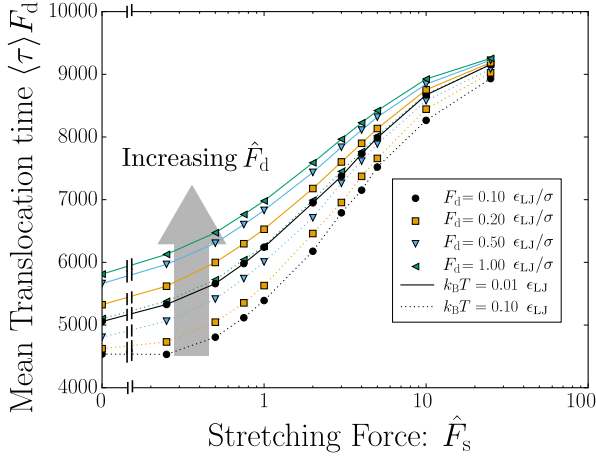 Mean Translocation time ⟨τ⟩F_d
10000
9000
8000
7000
6000
5000
4000
Increasing F̂_d
F_d= 0.10 ϵ_LJ/σ
F_d= 0.20 ϵ_LJ/σ
F_d= 0.50 ϵ_LJ/σ
F_d= 1.00 ϵ_LJ/σ
k_BT = 0.01 ϵ_LJ
k_BT = 0.10 ϵ_LJ
0 1 10 100
Stretching Force: F̂_s